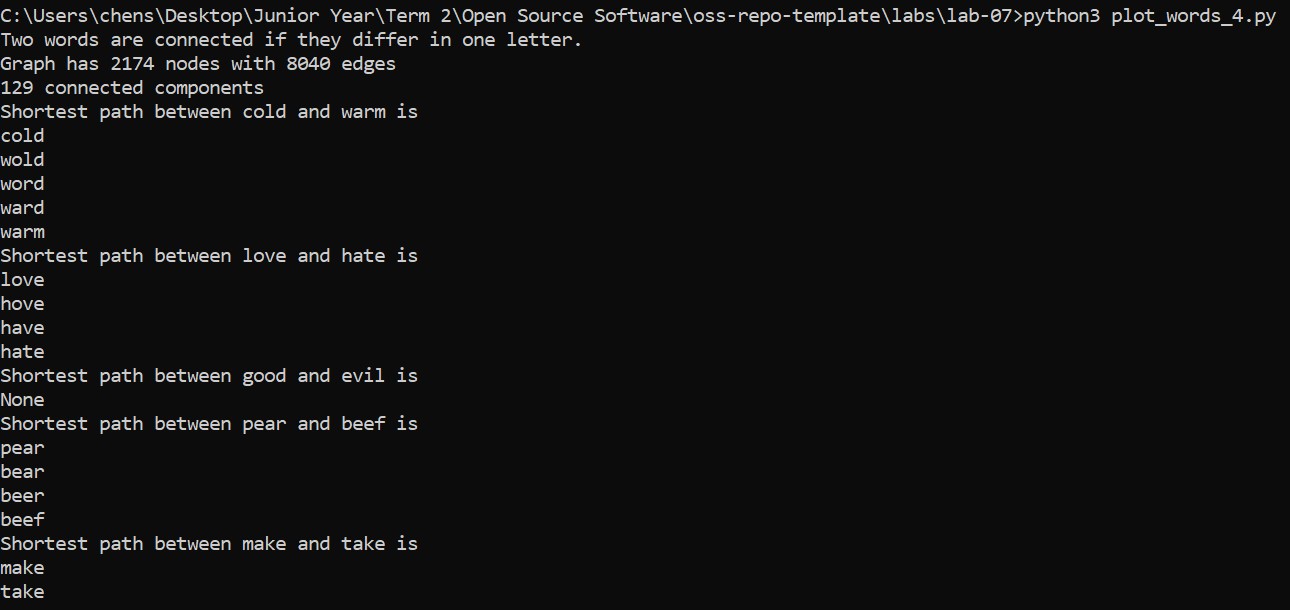 C:\Users\chens\Desktop\Junior Year\Term 2\Open Source Software\oss-repo-template\labs\lab-07>python3 plot_words_4.py
Two words are connected if they differ in one letter.
Graph has 2174 nodes with 8040 edges
129 connected components
Shortest path between cold and warm is
cold
wold
word
ward
warm
Shortest path between love and hate is
love
hove
have
hate
Shortest path between good and evil is
None
Shortest path between pear and beef is
pear
bear
beer
beef
Shortest path between make and take is
make
take